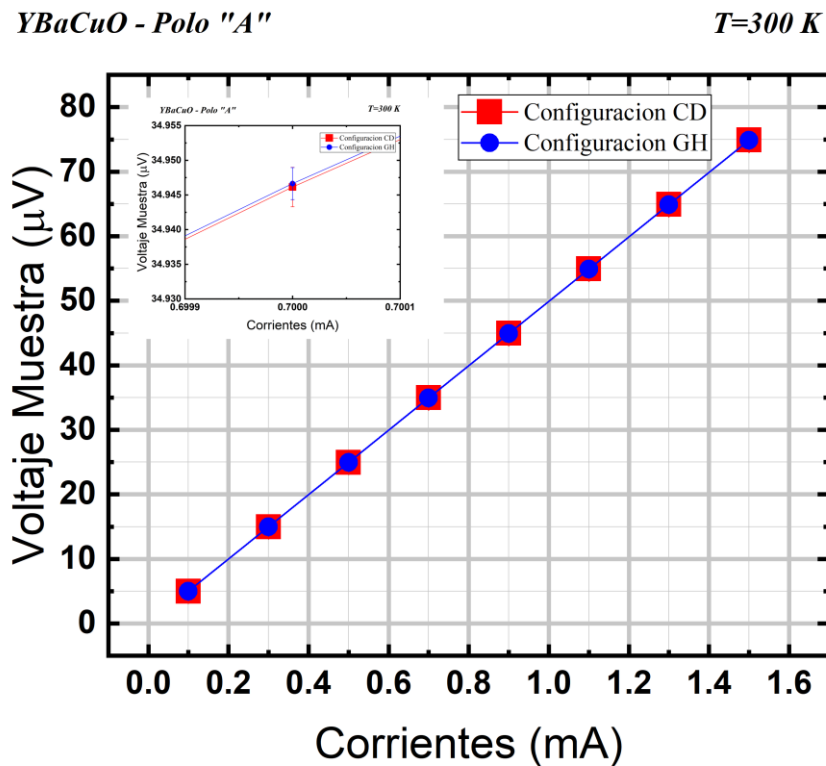 YBaCuO - Polo "A" T=300 K
80
70
60
50
40
30
20
10
0
Voltaje Muestra (µV)
Configuracion CD
Configuracion GH
YBaCuO - Polo "A" T=300 K
34.955
34.950
34.945
34.940
34.935
34.930
Voltaje Muestra (µV)
Configuracion CD
Configuracion GH
0.6999 0.7000 0.7001
Corrientes (mA)
0.0 0.2 0.4 0.6 0.8 1.0 1.2 1.4 1.6
Corrientes (mA)